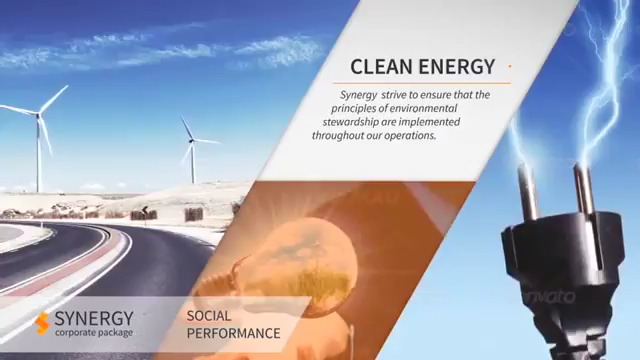 CLEAN ENERGY
Synergy strive to ensure that the
principles of environmental
stewardship are implemented
throughout our operations.
SYNERGY
corporate package
SOCIAL
PERFORMANCE
envato